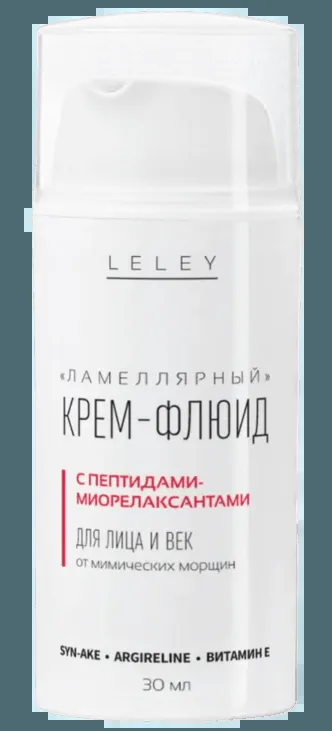 LELEY
«ЛАМЕЛЛЯРНЫЙ»
КРЕМ-ФЛЮИД
С ПЕПТИДАМИ-
МИОРЕЛАКСАНТАМИ
ДЛЯ ЛИЦА И ВЕК
от мимических морщин
SYN-AKE • ARGIRELINE • ВИТАМИН Е
30 мл